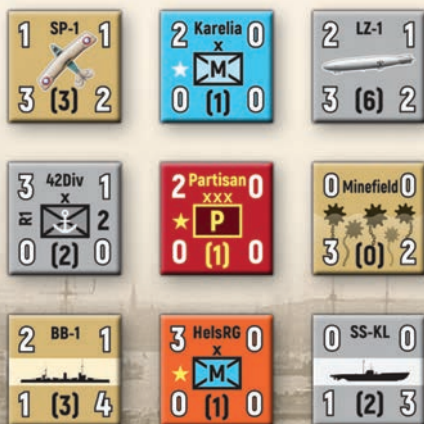 1 SP-1 1
3 (3) 2
2 Karelia 0
x
M
0 (1) 0
2 LZ-1 1
3 (6) 2
3 42Div 1
x
R1 2
0 (2) 0
2 Partisan 0
xxx
P
0 (1) 0
0 Minefield 0
3 (0) 2
2 BB-1 1
1 (3) 4
3 HelsRG 0
x
M
0 (1) 0
0 SS-KL 0
1 (2) 3